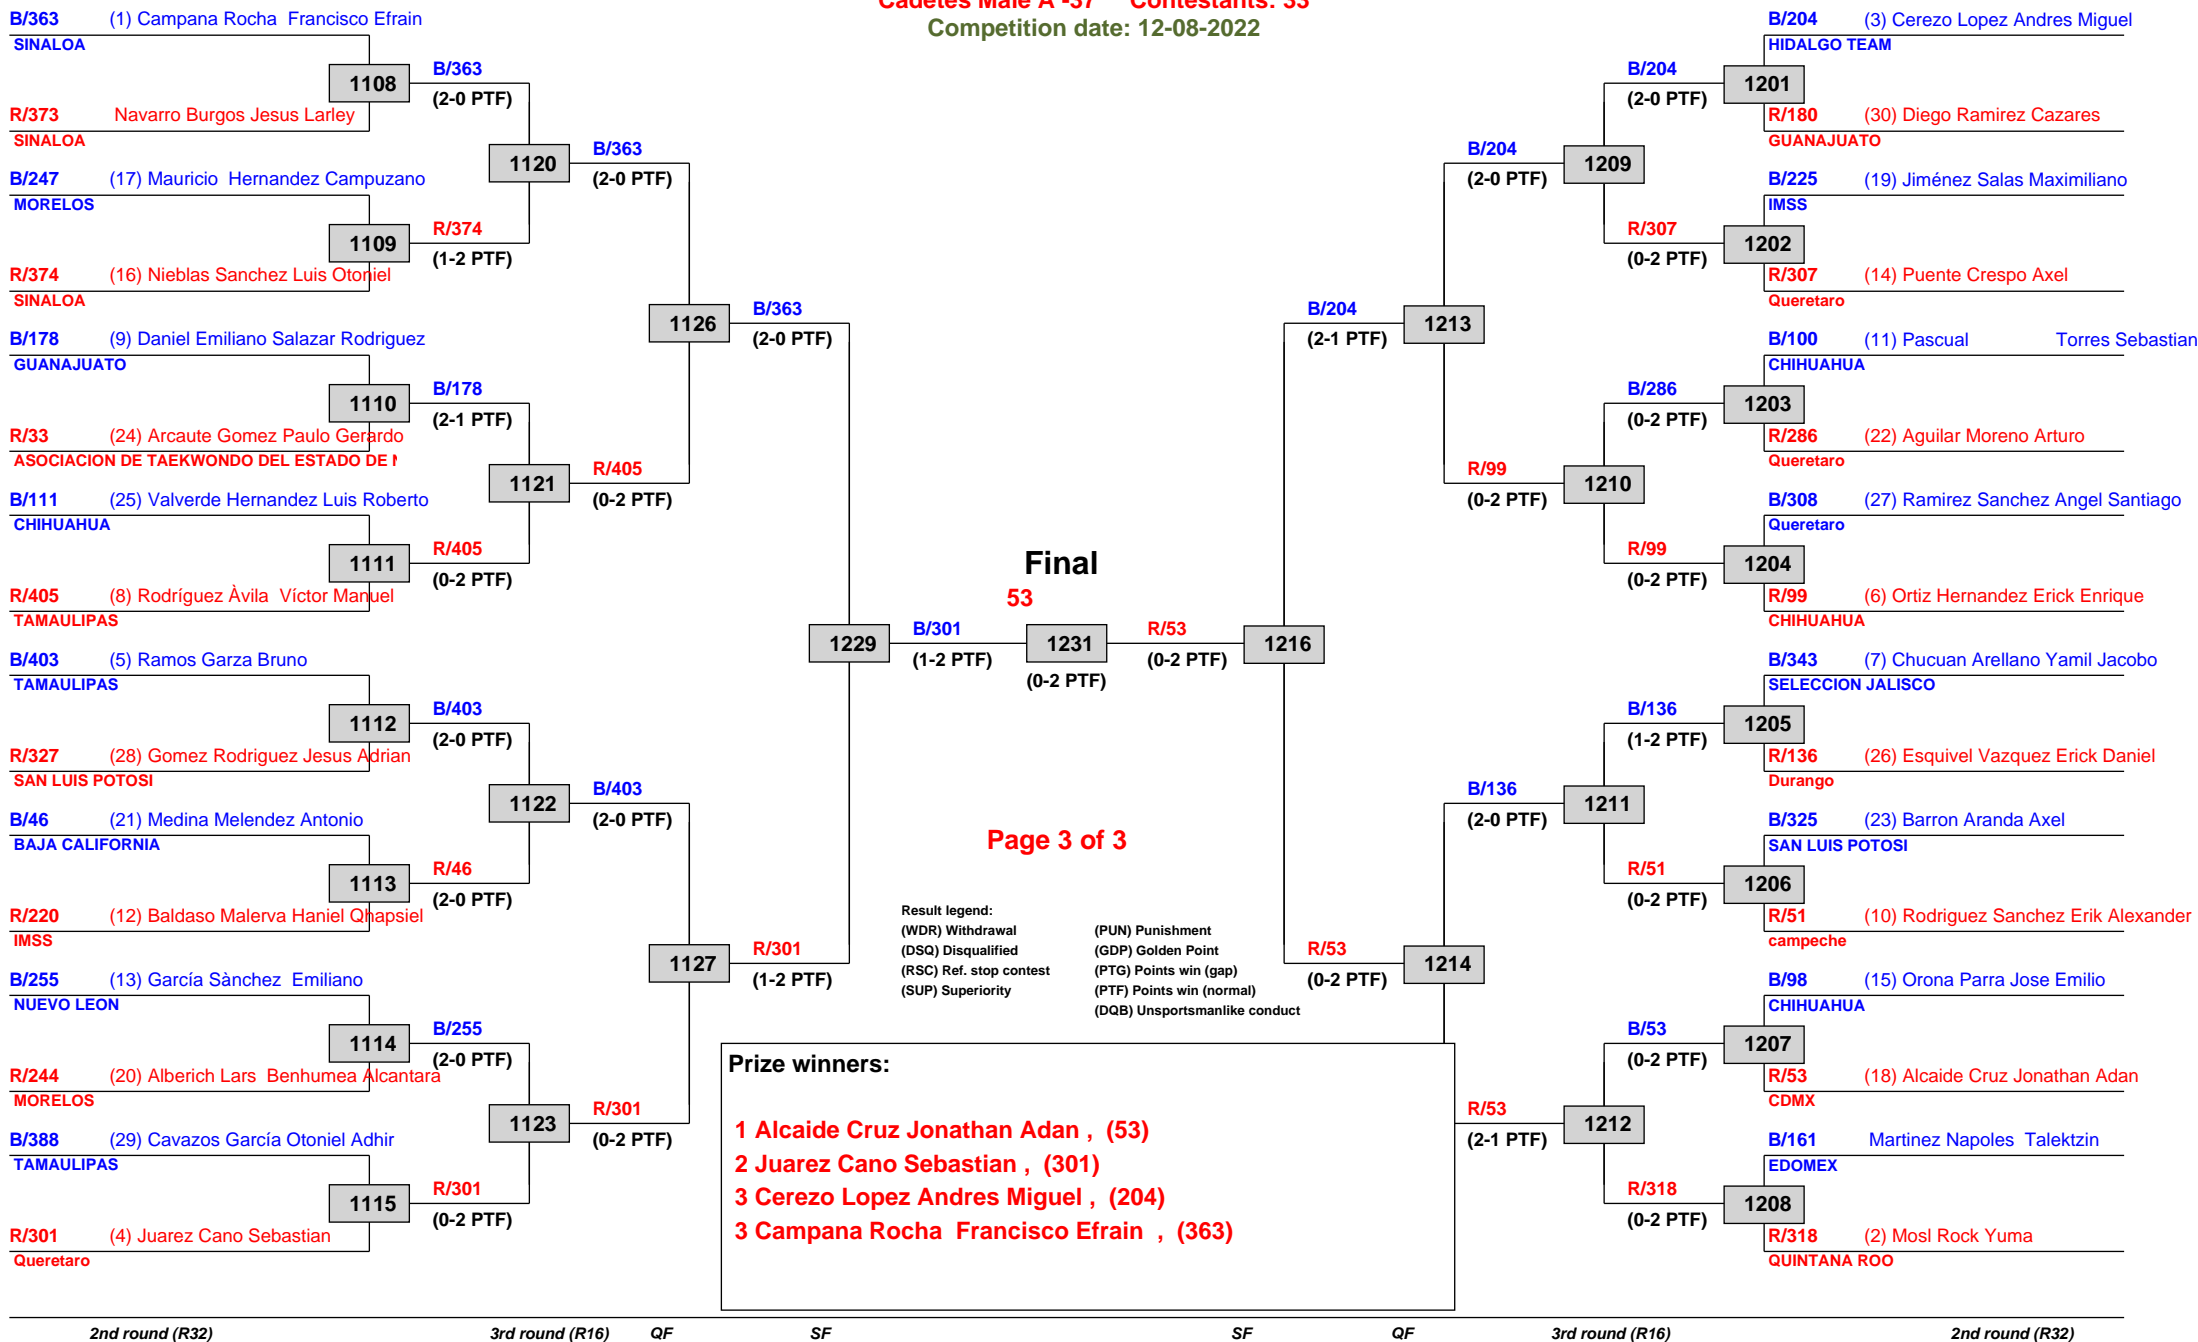 Cadetes Male A -37 Contestants: 33
Competition date: 12-08-2022
B/363 (1) Campana Rocha Francisco Efrain
SINALOA
1108
R/373 Navarro Burgos Jesus Larley
SINALOA
B/247 (17) Mauricio Hernandez Campuzano
MORELOS
1109
R/374 (16) Nieblas Sanchez Luis Otoniel
SINALOA
B/178 (9) Daniel Emiliano Salazar Rodriguez
GUANAJUATO
1110
R/33 (24) Arcaute Gomez Paulo Gerardo
ASOCIACION DE TAEKWONDO DEL ESTADO DE
B/111 (25) Valverde Hernandez Luis Roberto
CHIHUAHUA
1111
R/405 (8) Rodríguez Àvila Víctor Manuel
TAMAULIPAS
B/403 (5) Ramos Garza Bruno
TAMAULIPAS
1112
R/327 (28) Gomez Rodriguez Jesus Adrian
SAN LUIS POTOSI
B/46 (21) Medina Melendez Antonio
BAJA CALIFORNIA
1113
R/220 (12) Baldaso Malerva Haniel Qhapsiel
IMSS
B/255 (13) García Sànchez Emiliano
NUEVO LEON
1114
R/244 (20) Alberich Lars Benhumea Alcantara
MORELOS
B/388 (29) Cavazos García Otoniel Adhir
TAMAULIPAS
1115
R/301 (4) Juarez Cano Sebastian
Queretaro
B/363
(2-0 PTF)
1120
R/374
(1-2 PTF)
B/178
(2-1 PTF)
1121
R/405
(0-2 PTF)
B/403
(2-0 PTF)
1122
R/46
(2-0 PTF)
B/255
(2-0 PTF)
1123
R/301
(0-2 PTF)
B/363
(2-0 PTF)
1126
R/405
(0-2 PTF)
B/403
(2-0 PTF)
1127
R/301
(0-2 PTF)
B/363
(2-0 PTF)
1229
R/301
(1-2 PTF)
Final
53
B/301
(1-2 PTF)
1231
(0-2 PTF)
R/53
(0-2 PTF)
Page 3 of 3
Result legend:
(WDR) Withdrawal
(DSQ) Disqualified
(RSC) Ref. stop contest
(SUP) Superiority
(PUN) Punishment
(GDP) Golden Point
(PTG) Points win (gap)
(PTF) Points win (normal)
(DQB) Unsportsmanlike conduct
Prize winners:
1 Alcaide Cruz Jonathan Adan , (53)
2 Juarez Cano Sebastian , (301)
3 Cerezo Lopez Andres Miguel , (204)
3 Campana Rocha Francisco Efrain , (363)
B/204
(2-1 PTF)
1216
R/53
(0-2 PTF)
B/204
(2-0 PTF)
1213
R/99
(0-2 PTF)
B/136
(2-0 PTF)
1214
R/53
(2-1 PTF)
B/204
(2-0 PTF)
1209
R/307
(0-2 PTF)
B/286
(0-2 PTF)
1210
R/99
(0-2 PTF)
B/136
(1-2 PTF)
1211
R/51
(0-2 PTF)
B/53
(0-2 PTF)
1212
R/318
(0-2 PTF)
B/204 (3) Cerezo Lopez Andres Miguel
HIDALGO TEAM
1201
R/180 (30) Diego Ramirez Cazares
GUANAJUATO
B/225 (19) Jiménez Salas Maximiliano
IMSS
1202
R/307 (14) Puente Crespo Axel
Queretaro
B/100 (11) Pascual Torres Sebastian
CHIHUAHUA
1203
R/286 (22) Aguilar Moreno Arturo
Queretaro
B/308 (27) Ramirez Sanchez Angel Santiago
Queretaro
1204
R/99 (6) Ortiz Hernandez Erick Enrique
CHIHUAHUA
B/343 (7) Chucuan Arellano Yamil Jacobo
SELECCION JALISCO
1205
R/136 (26) Esquivel Vazquez Erick Daniel
Durango
B/325 (23) Barron Aranda Axel
SAN LUIS POTOSI
1206
R/51 (10) Rodriguez Sanchez Erik Alexander
campeche
B/98 (15) Orona Parra Jose Emilio
CHIHUAHUA
1207
R/53 (18) Alcaide Cruz Jonathan Adan
CDMX
B/161 Martinez Napoles Talektzin
EDOMEX
1208
R/318 (2) Mosl Rock Yuma
QUINTANA ROO
2nd round (R32) 3rd round (R16) QF SF SF QF 3rd round (R16) 2nd round (R32)